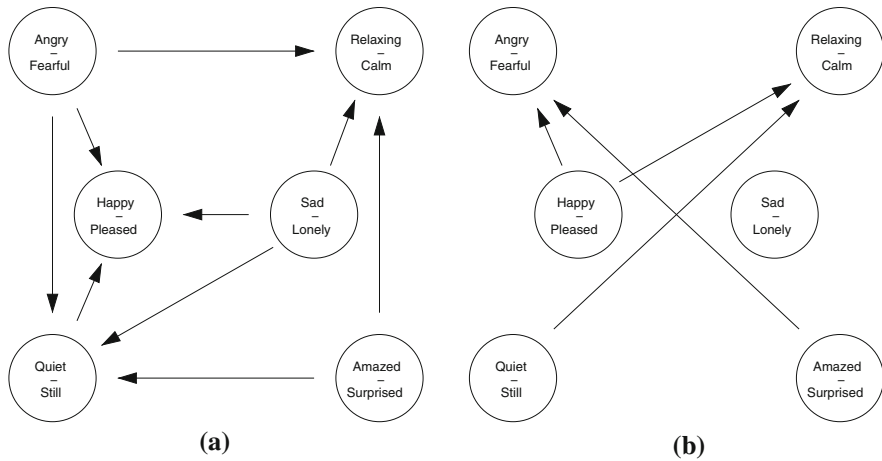 Angry
–
Fearful
Relaxing
–
Calm
Happy
–
Pleased
Sad
–
Lonely
Quiet
–
Still
Amazed
–
Surprised
(a)
Angry
–
Fearful
Relaxing
–
Calm
Happy
–
Pleased
Sad
–
Lonely
Quiet
–
Still
Amazed
–
Surprised
(b)